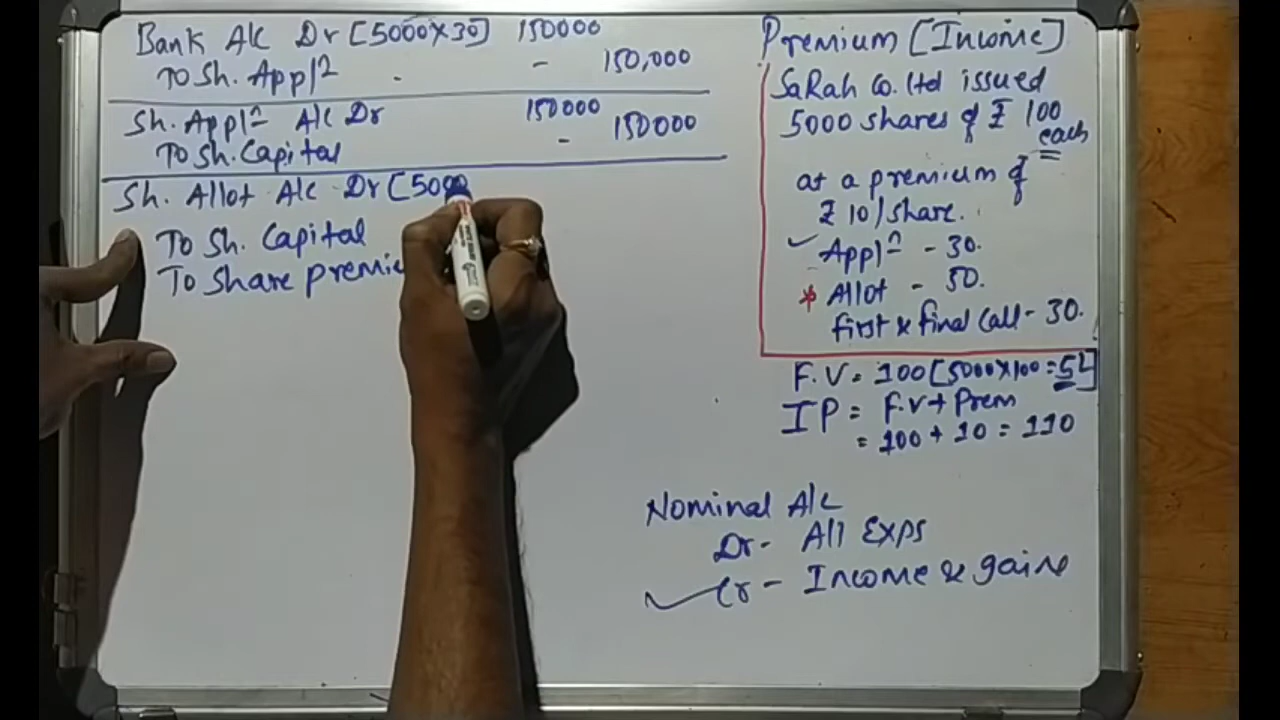 Bank A/c Dr [5000×30] 150000
To Sh. Appl⁠n - 150,000
Sh. Appln A/c Dr 150000
To Sh. Capital - 150000
Sh. Allot A/c Dr [5000
To Sh. Capital
To Share premiu
Premium [Income]
SaRah Co. Ltd issued
5000 shares of ₹ 100
each
at a premium of
₹ 10/share.
Appln - 30.
* Allot - 50.
first & final Call - 30.
F.V = 100 [5000×100 = 5L]
IP = F.V + Prem
= 100 + 10 = 110
Nominal A/c
Dr - All Exps
Cr - Income & gains